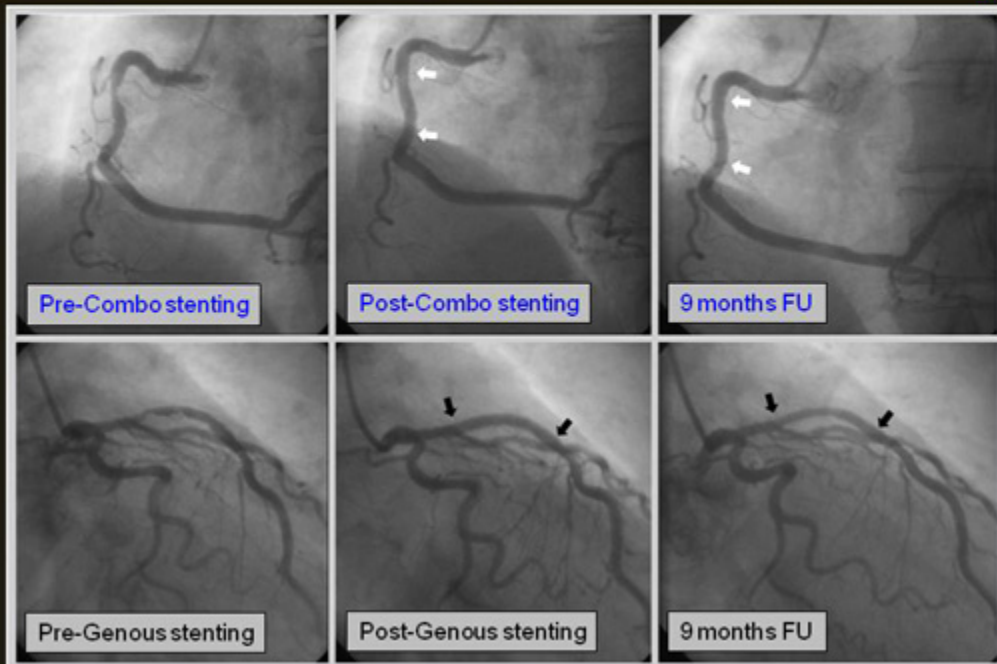 Pre-Combo stenting
Post-Combo stenting
9 months FU
Pre-Genous stenting
Post-Genous stenting
9 months FU